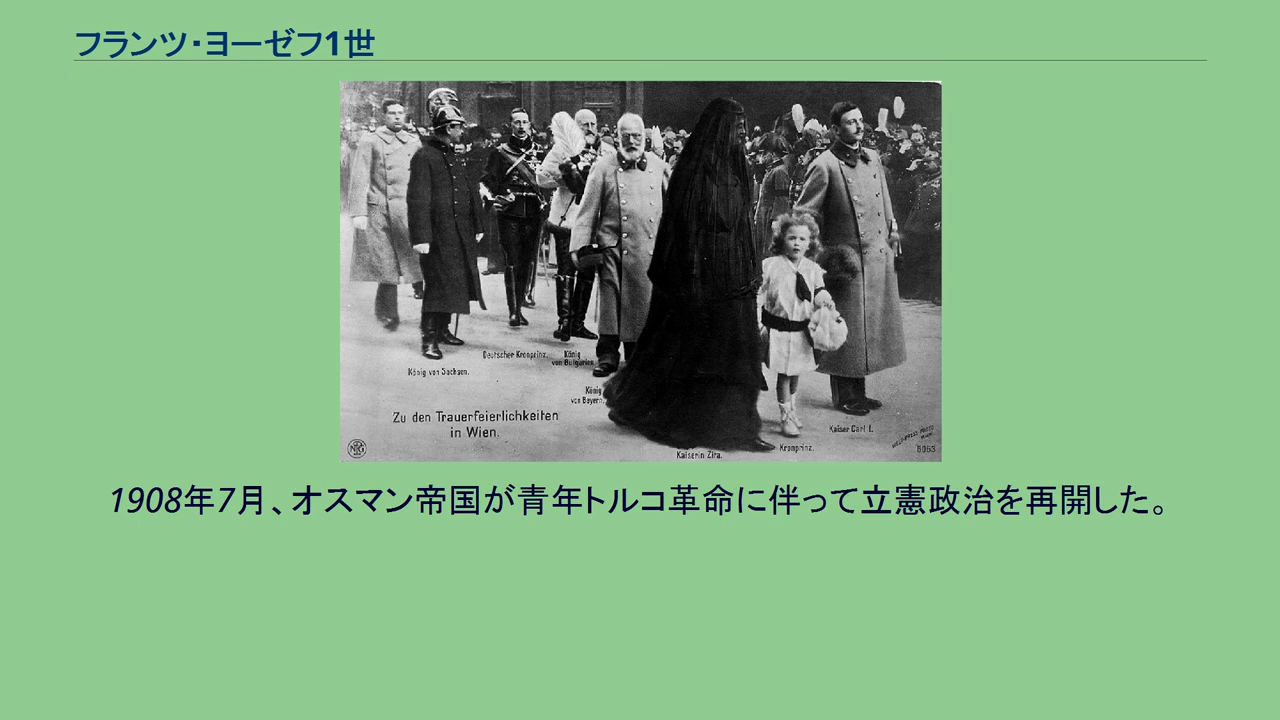 フランツ・ヨーゼフ1世
Deutscher Kronprinz.
König
von Bulgarien.
König von Sachsen.
König
von Bayern.
Zu den Trauerfeierlichkeiten
in Wien.
Kaiser Carl I.
Kronprinz.
Kaiserin Zita.
6053
1908年7月、オスマン帝国が青年トルコ革命に伴って立憲政治を再開した。